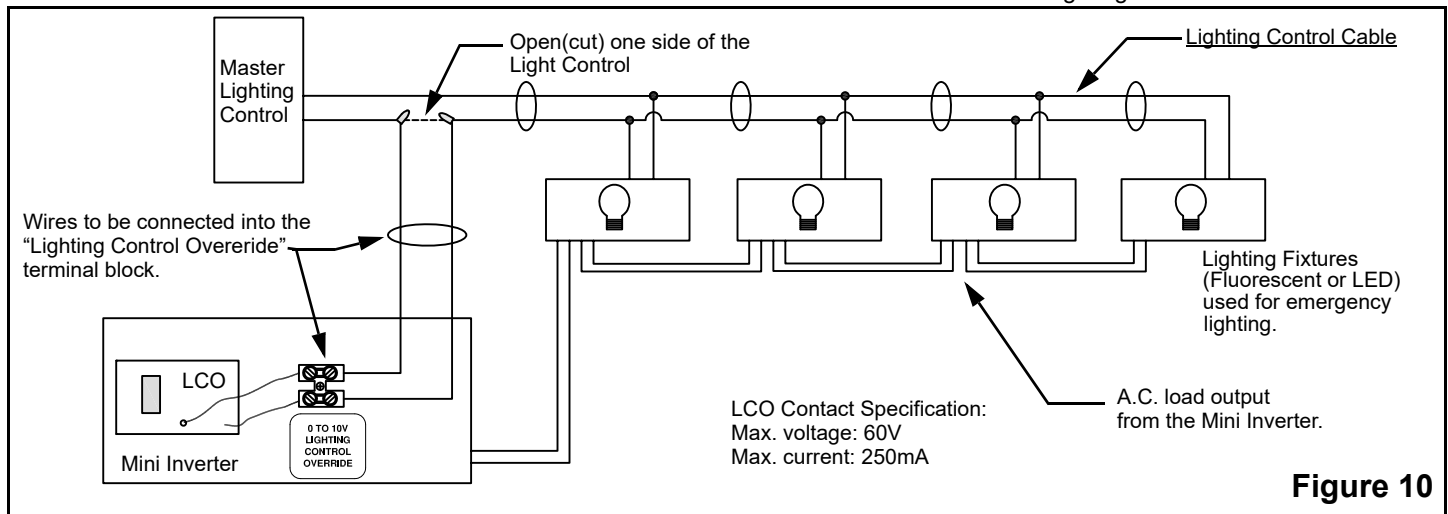 Open(cut) one side of the
Light Control
Lighting Control Cable
Master
Lighting
Control
Wires to be connected into the
“Lighting Control Overeride”
terminal block.
Lighting Fixtures
(Fluorescent or LED)
used for emergency
lighting.
LCO
0 TO 10V
LIGHTING
CONTROL
OVERRIDE
Mini Inverter
LCO Contact Specification:
Max. voltage: 60V
Max. current: 250mA
A.C. load output
from the Mini Inverter.
Figure 10